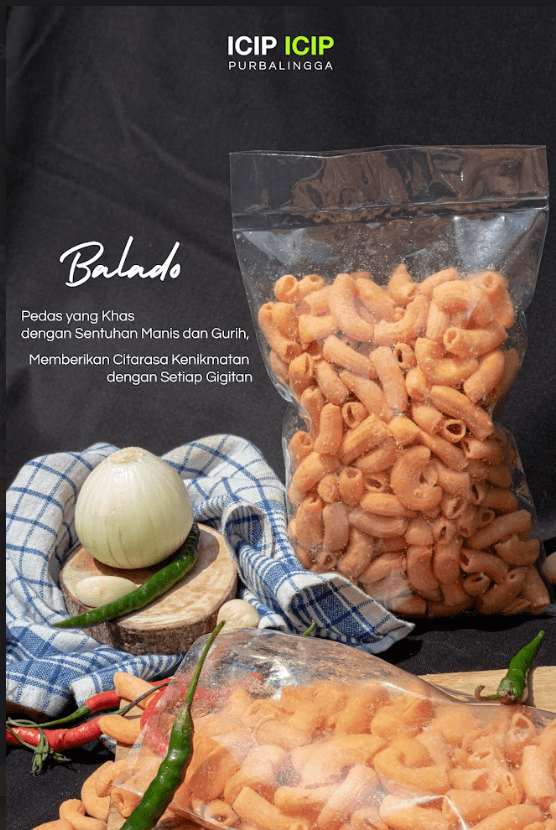 ICIP ICIP
PURBALINGGA
Balado
Pedas yang Khas
dengan Sentuhan Manis dan Gurih,
Memberikan Citarasa Kenikmatan
dengan Setiap Gigitan